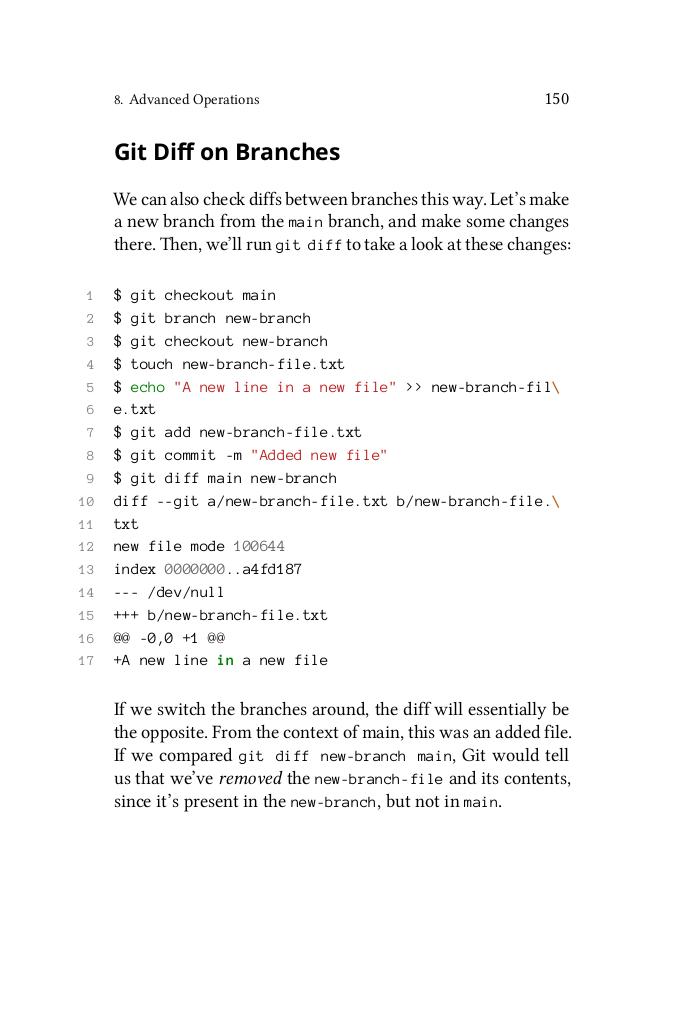 8. Advanced Operations 150
Git Diff on Branches
We can also check diffs between branches this way. Let's make
a new branch from the main branch, and make some changes
there. Then, we'll run git diff to take a look at these changes:
1 $ git checkout main
2 $ git branch new-branch
3 $ git checkout new-branch
4 $ touch new-branch-file.txt
5 $ echo "A new line in a new file" >> new-branch-fil\
6 e.txt
7 $ git add new-branch-file.txt
8 $ git commit -m "Added new file"
9 $ git diff main new-branch
10 diff --git a/new-branch-file.txt b/new-branch-file.\
11 txt
12 new file mode 100644
13 index 0000000..a4fd187
14 --- /dev/null
15 +++ b/new-branch-file.txt
16 @@ -0,0 +1 @@
17 +A new line in a new file
If we switch the branches around, the diff will essentially be
the opposite. From the context of main, this was an added file.
If we compared git diff new-branch main, Git would tell
us that we've removed the new-branch-file and its contents,
since it's present in the new-branch, but not in main.